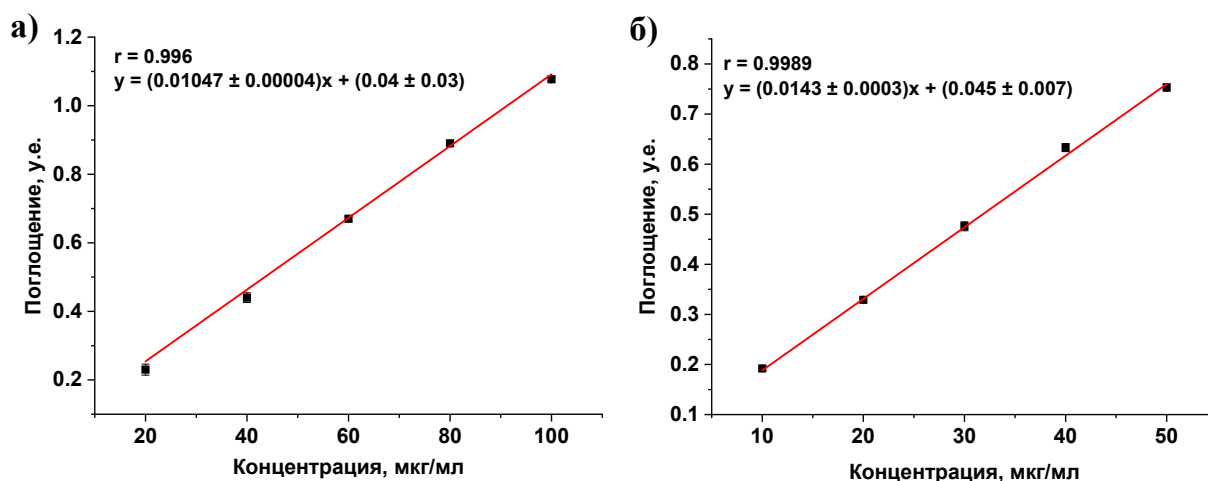 а)
r = 0.996
y = (0.01047 ± 0.00004)x + (0.04 ± 0.03)
Поглощение, у.е.
1.2
1.0
0.8
0.6
0.4
0.2
20 40 60 80 100
Концентрация, мкг/мл
б)
r = 0.9989
y = (0.0143 ± 0.0003)x + (0.045 ± 0.007)
Поглощение, у.е.
0.8
0.7
0.6
0.5
0.4
0.3
0.2
0.1
10 20 30 40 50
Концентрация, мкг/мл